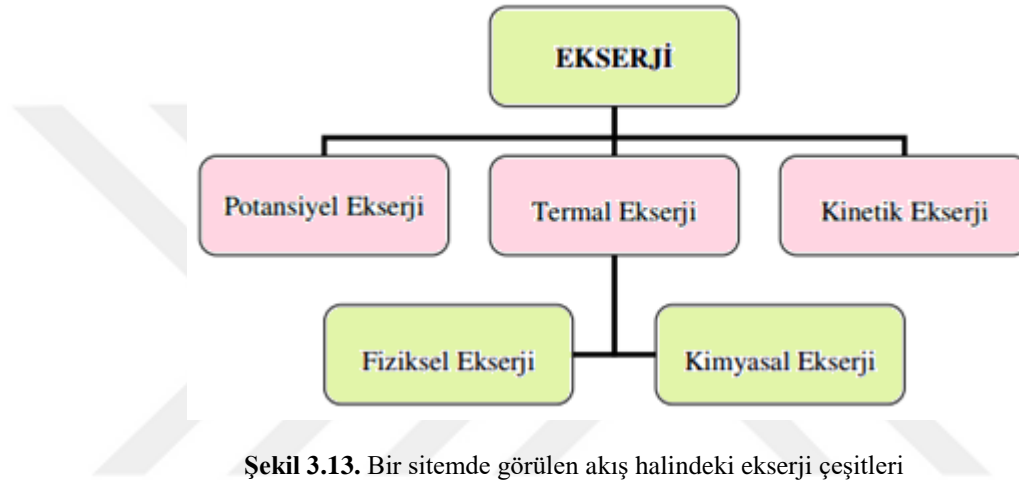 EKSERJİ
Potansiyel Ekserji
Termal Ekserji
Kinetik Ekserji
Fiziksel Ekserji
Kimyasal Ekserji
Şekil 3.13. Bir sitemde görülen akış halindeki ekserji çeşitleri